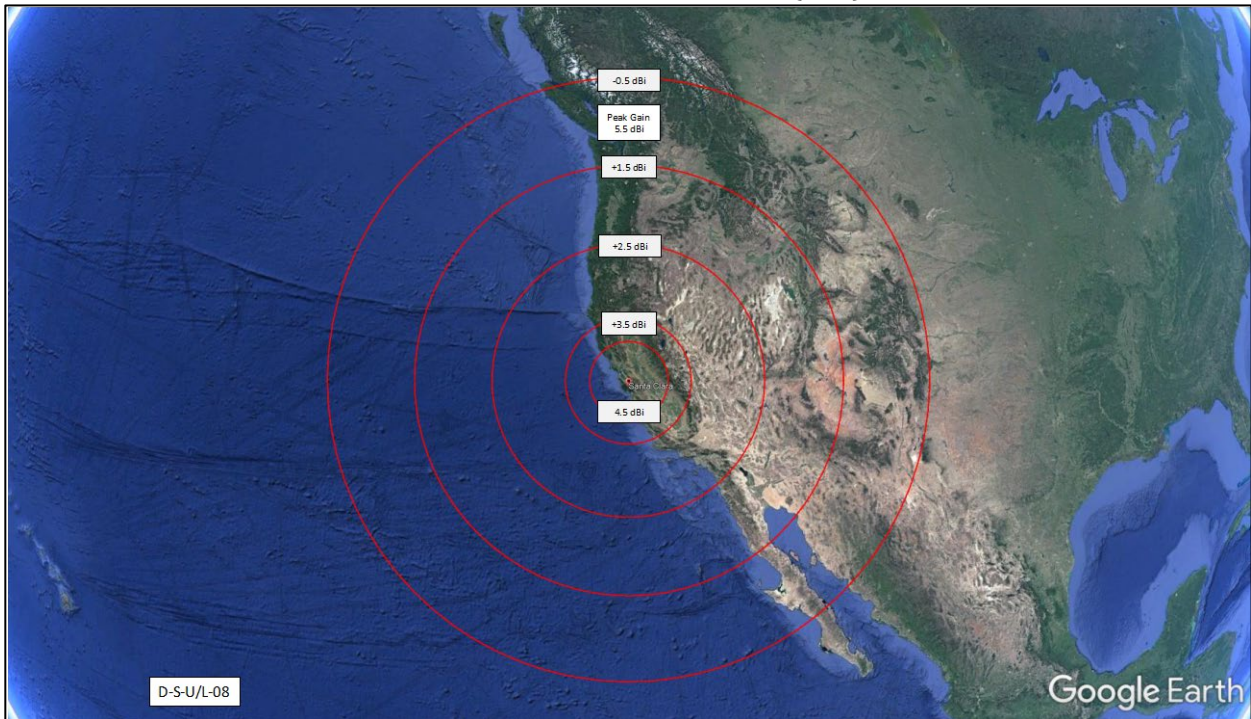 -0.5 dBi
Peak Gain
5.5 dBi
+1.5 dBi
+2.5 dBi
+3.5 dBi
Santa Clara
4.5 dBi
D-S-U/L-08
Google Earth